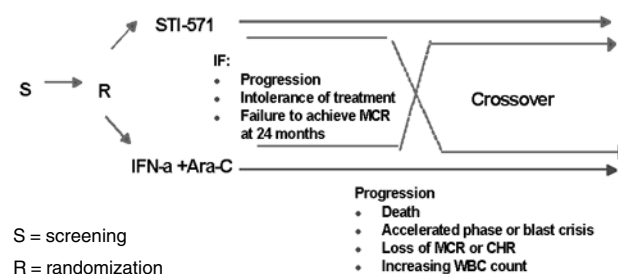 STI-571
IF:
• Progression
• Intolerance of treatment
• Failure to achieve MCR
at 24 months
S
R
Crossover
IFN-a +Ara-C
Progression
• Death
• Accelerated phase or blast crisis
• Loss of MCR or CHR
• Increasing WBC count
S = screening
R = randomization